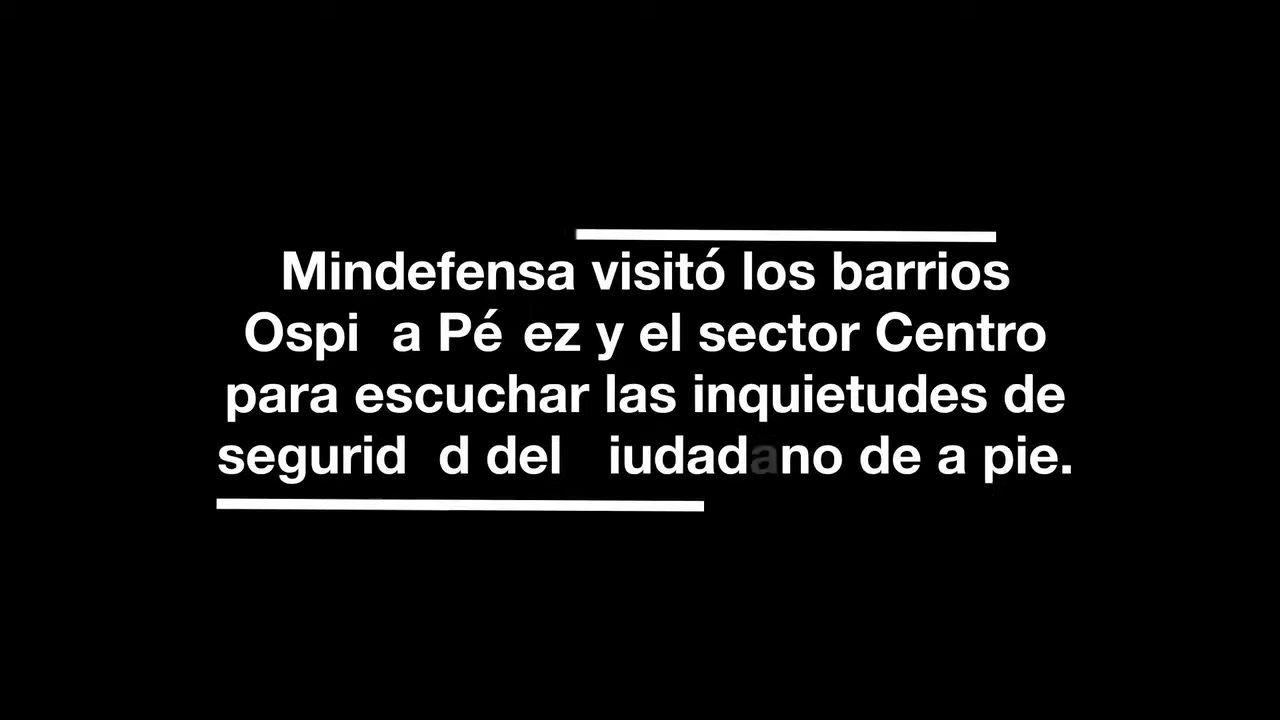 Mindefensa visitó los barrios
Ospi a Pé ez y el sector Centro
para escuchar las inquietudes de
segurid d del iudadano de a pie.